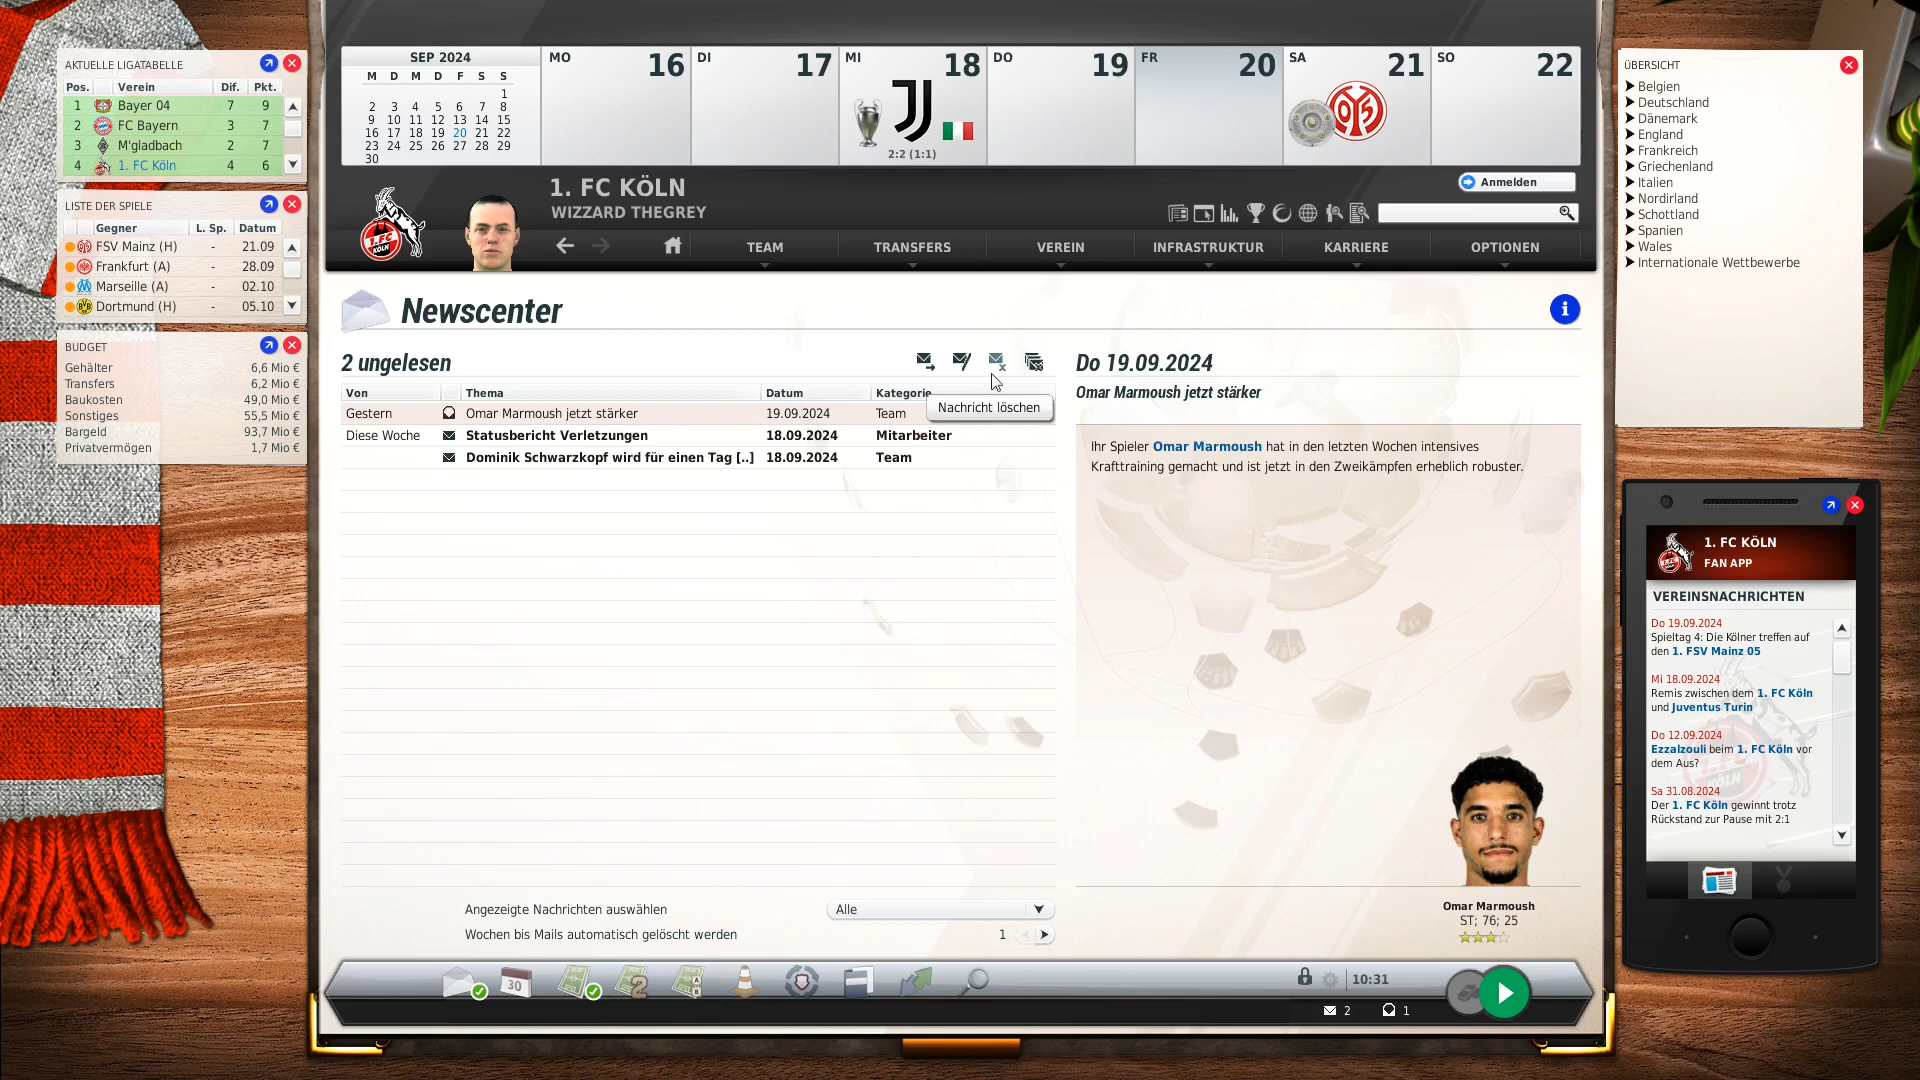 AKTUELLE LIGATABELLE
Pos. Verein Dif. Pkt.
1 Bayer 04 7 9
2 FC Bayern 3 7
3 M'gladbach 2 7
4 1. FC Köln 4 6
LISTE DER SPIELE
Gegner L. Sp. Datum
FSV Mainz (H) - 21.09
Frankfurt (A) - 28.09
Marseille (A) - 02.10
Dortmund (H) - 05.10
BUDGET
Gehälter 6,6 Mio €
Transfers 6,2 Mio €
Baukosten 49,0 Mio €
Sonstiges 55,5 Mio €
Bargeld 93,7 Mio €
Privatvermögen 1,7 Mio €
SEP 2024
M D M D F S S
1
2 3 4 5 6 7 8
9 10 11 12 13 14 15
16 17 18 19 20 21 22
23 24 25 26 27 28 29
30
MO 16
DI 17
MI 18
2:2 (1:1)
DO 19
FR 20
SA 21
SO 22
1. FC KÖLN
WIZZARD THEGREY
Anmelden
TEAM TRANSFERS VEREIN INFRASTRUKTUR KARRIERE OPTIONEN
Newscenter
2 ungelesen
Von Thema Datum Kategorie
Nachricht löschen
Gestern Omar Marmoush jetzt stärker 19.09.2024 Team
Diese Woche Statusbericht Verletzungen 18.09.2024 Mitarbeiter
Dominik Schwarzkopf wird für einen Tag [..] 18.09.2024 Team
Angezeigte Nachrichten auswählen Alle
Wochen bis Mails automatisch gelöscht werden 1
Do 19.09.2024
Omar Marmoush jetzt stärker
Ihr Spieler Omar Marmoush hat in den letzten Wochen intensives
Krafttraining gemacht und ist jetzt in den Zweikämpfen erheblich robuster.
Omar Marmoush
ST; 76; 25
30
2
10:31
2 1
ÜBERSICHT
Belgien
Deutschland
Dänemark
England
Frankreich
Griechenland
Italien
Nordirland
Schottland
Spanien
Wales
Internationale Wettbewerbe
1. FC KÖLN
FAN APP
VEREINSNACHRICHTEN
Do 19.09.2024
Spieltag 4: Die Kölner treffen auf
den 1. FSV Mainz 05
Mi 18.09.2024
Remis zwischen dem 1. FC Köln
und Juventus Turin
Do 12.09.2024
Ezzalzouli beim 1. FC Köln vor
dem Aus?
Sa 31.08.2024
Der 1. FC Köln gewinnt trotz
Rückstand zur Pause mit 2:1